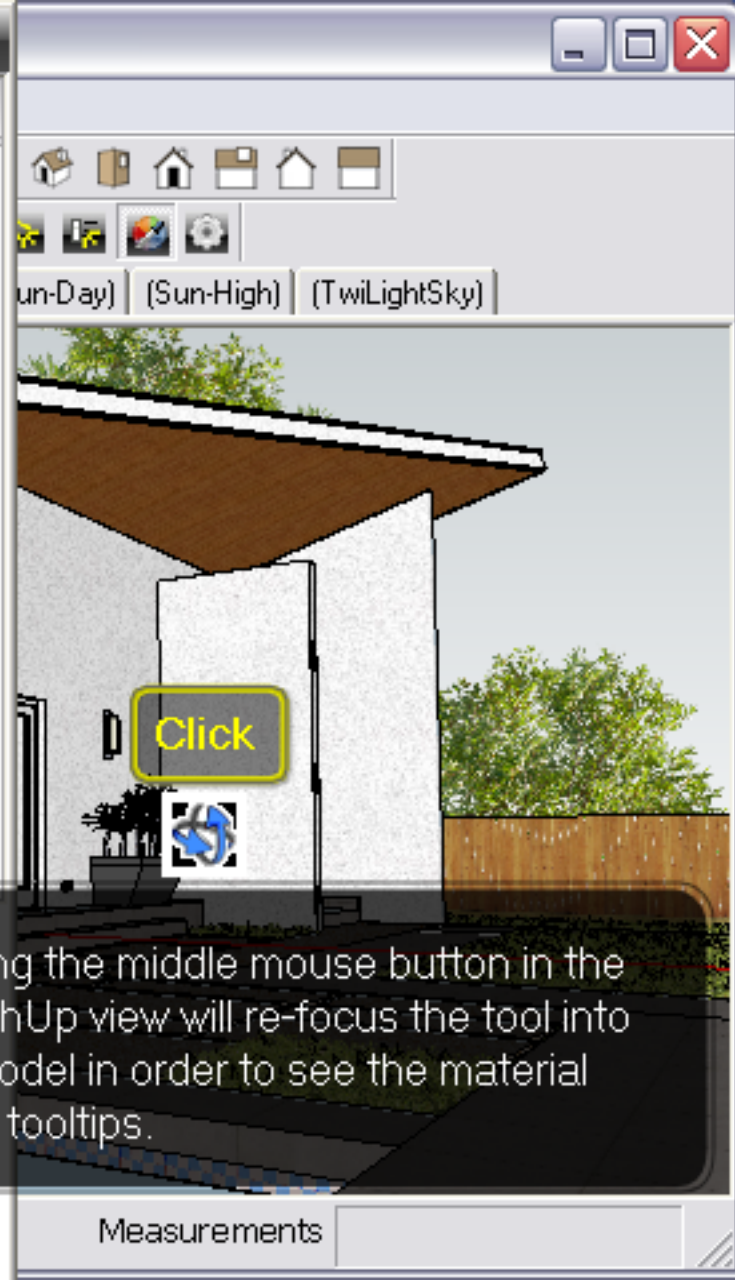 un-Day) (Sun-High) (TwiLightSky)
Click
ng the middle mouse button in the
hUp view will re-focus the tool into
odel in order to see the material
tooltips.
Measurements